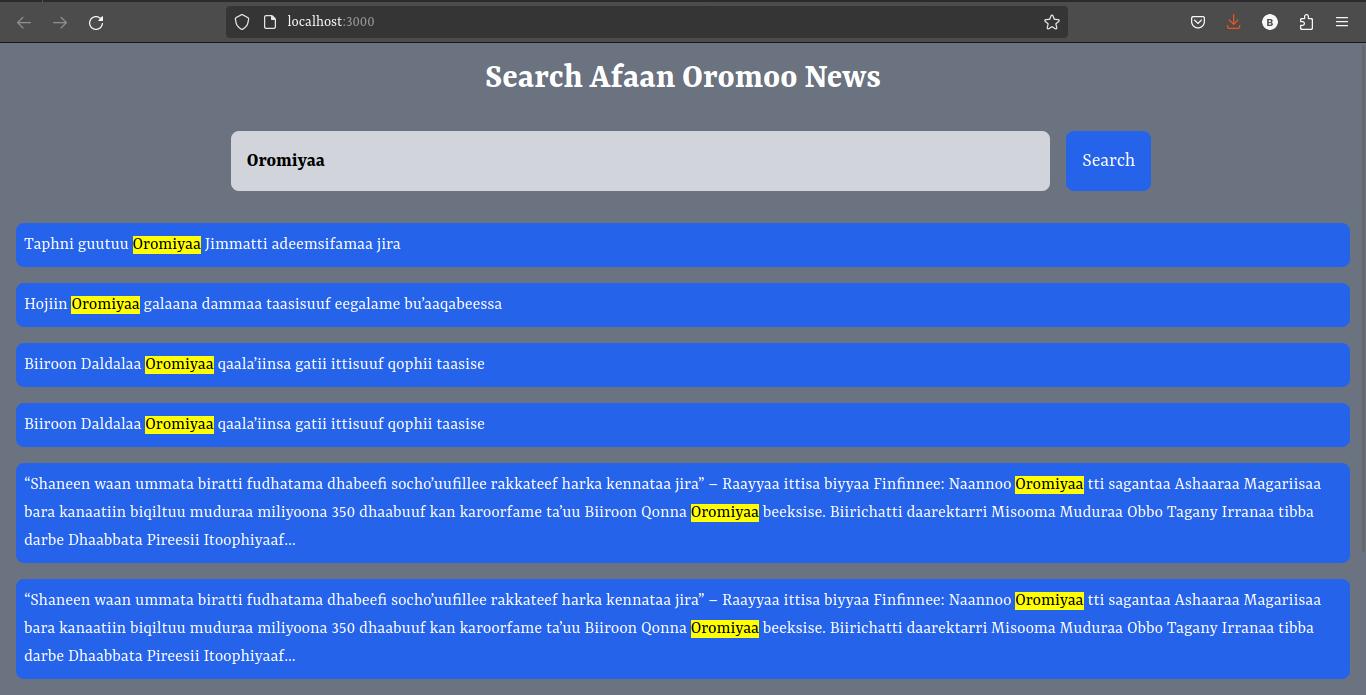 localhost:3000
B
Search Afaan Oromoo News
Oromiyaa
Search
Taphni guutuu Oromiyaa Jimmatti adeemsifamaa jira
Hojiin Oromiyaa galaana dammaa taasisuuf eegalame bu’aaqabeessa
Biiroon Daldalaa Oromiyaa qaala’iinsa gatii ittisuuf qophii taasise
Biiroon Daldalaa Oromiyaa qaala’iinsa gatii ittisuuf qophii taasise
“Shaneen waan ummata biratti fudhatama dhabeefi socho’uufillee rakkateef harka kennataa jira” – Raayyaa ittisa biyyaa Finfinnee: Naannoo Oromiyaa tti sagantaa Ashaaraa Magariisaa
bara kanaatiin biqiltuu muduraa miliyoona 350 dhaabuuf kan karoorfame ta’uu Biiroon Qonna Oromiyaa beeksise. Biirichatti daarektarri Misooma Muduraa Obbo Tagany Irranaa tibba
darbe Dhaabbata Pireesii Itoophiyaaf...
“Shaneen waan ummata biratti fudhatama dhabeefi socho’uufillee rakkateef harka kennataa jira” – Raayyaa ittisa biyyaa Finfinnee: Naannoo Oromiyaa tti sagantaa Ashaaraa Magariisaa
bara kanaatiin biqiltuu muduraa miliyoona 350 dhaabuuf kan karoorfame ta’uu Biiroon Qonna Oromiyaa beeksise. Biirichatti daarektarri Misooma Muduraa Obbo Tagany Irranaa tibba
darbe Dhaabbata Pireesii Itoophiyaaf...